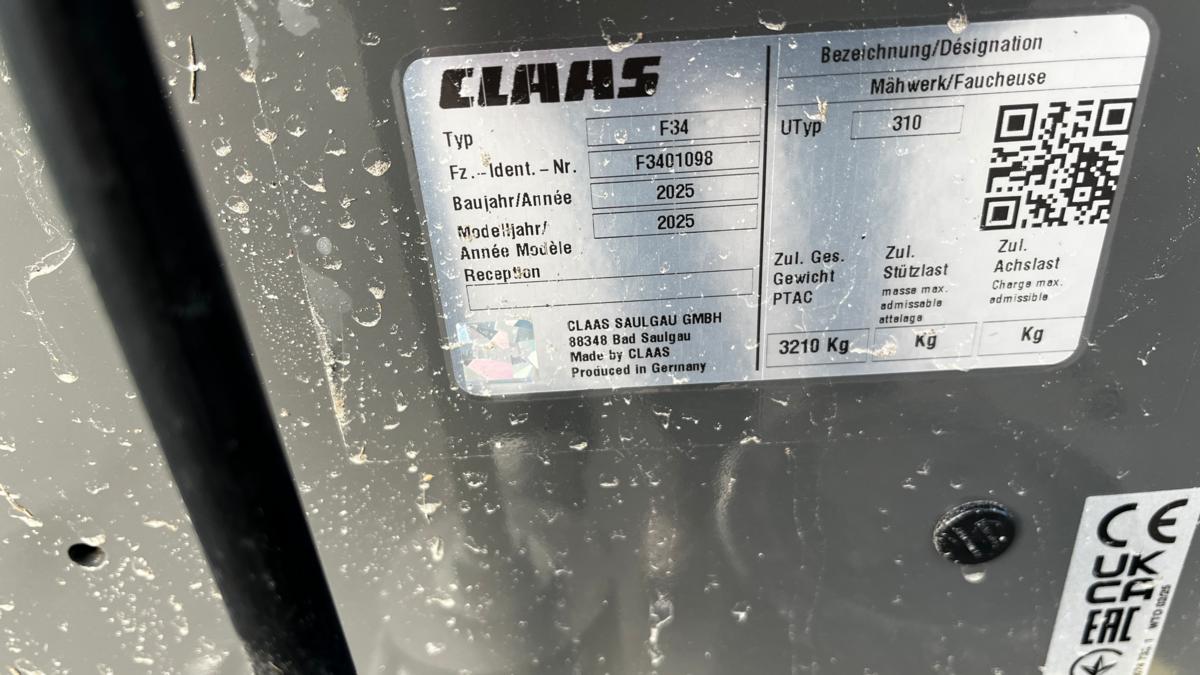 CLAAS
Typ F34
Fz.-Ident.-Nr. F3401098
Baujahr/Année 2025
Modelljahr/ 2025
Année Modèle
Reception
CLAAS SAULGAU GMBH
88348 Bad Saulgau
Made by CLAAS
Produced in Germany
Bezeichnung/Désignation
Mähwerk/Faucheuse
UTyp 310
Zul. Ges.
Gewicht
PTAC
3210 Kg
Zul.
Stützlast
masse max.
admissable
attelage
Kg
Zul.
Achslast
Charge max.
admissible
Kg
CE
UK
CA
EAC